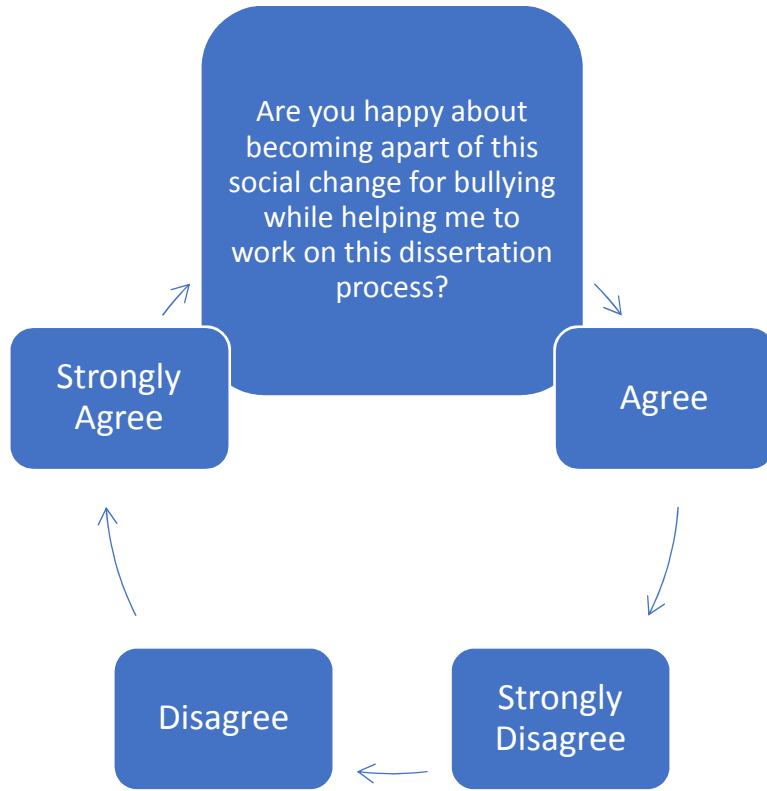 Are you happy about
becoming apart of this
social change for bullying
while helping me to
work on this dissertation
process?
Agree
Strongly
Disagree
Disagree
Strongly
Agree